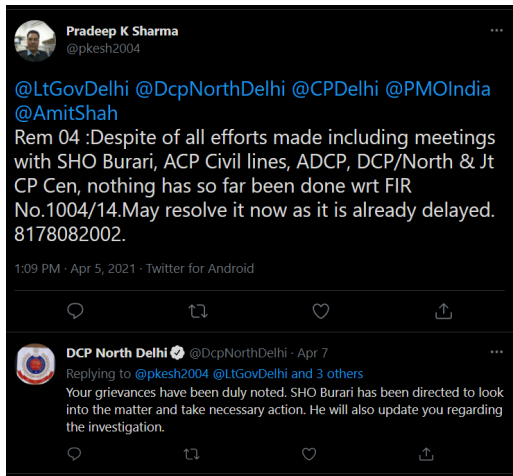 Pradeep K Sharma
@pkesh2004
@LtGovDelhi @DcpNorthDelhi @CPDelhi @PMOIndia
@AmitShah
Rem 04 :Despite of all efforts made including meetings
with SHO Burari, ACP Civil lines, ADCP, DCP/North & Jt
CP Cen, nothing has so far been done wrt FIR
No.1004/14.May resolve it now as it is already delayed.
8178082002.
1:09 PM · Apr 5, 2021 · Twitter for Android
DCP North Delhi @DcpNorthDelhi · Apr 7
Replying to @pkesh2004 @LtGovDelhi and 3 others
Your grievances have been duly noted. SHO Burari has been directed to look
into the matter and take necessary action. He will also update you regarding
the investigation.